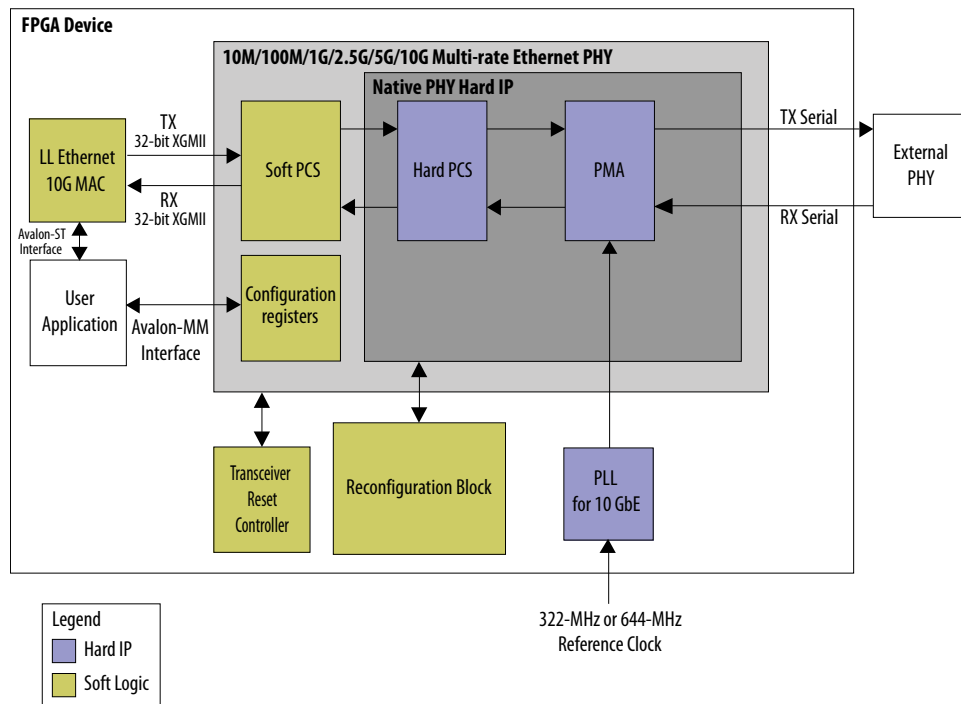 FPGA Device
10M/100M/1G/2.5G/5G/10G Multi-rate Ethernet PHY
Native PHY Hard IP
LL Ethernet
10G MAC
TX
32-bit XGMII
RX
32-bit XGMII
Soft PCS
Hard PCS
PMA
TX Serial
RX Serial
External
PHY
Avalon-ST
Interface
User
Application
Avalon-MM
Interface
Configuration
registers
Transceiver
Reset
Controller
Reconfiguration Block
PLL
for 10 GbE
322-MHz or 644-MHz
Reference Clock
Legend
Hard IP
Soft Logic